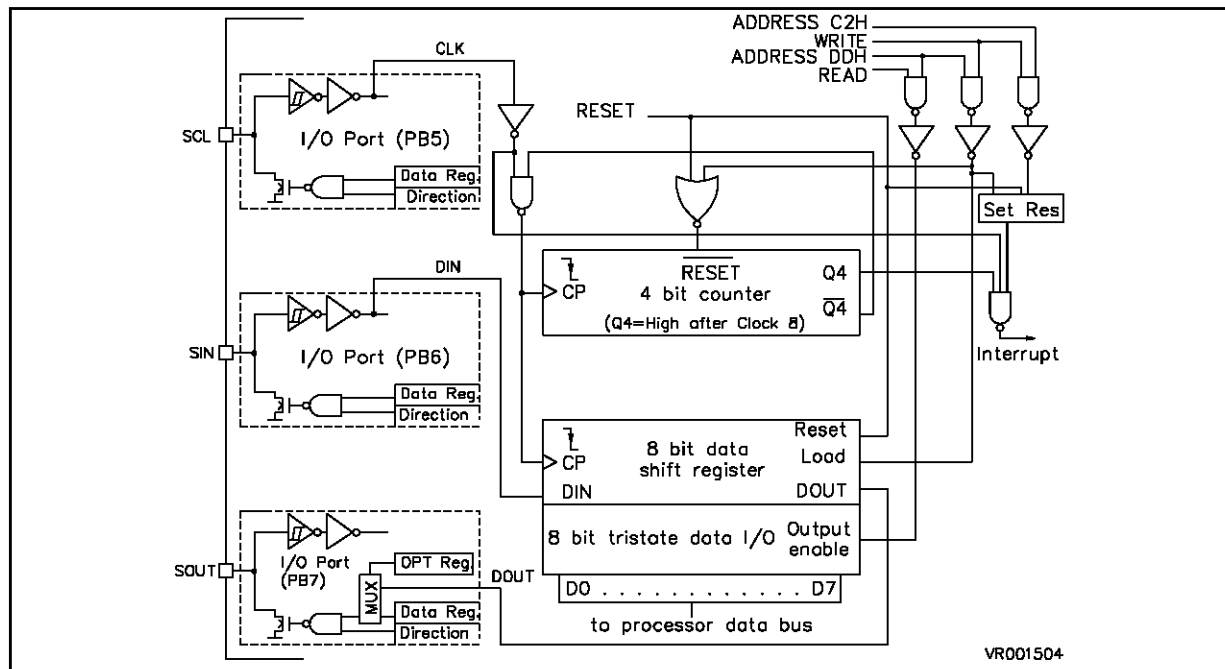 ADDRESS C2H
WRITE
ADDRESS DDH
READ
CLK
RESET
SCL
I/O Port (PB5)
Data Reg.
Direction
Set Res
RESET
4 bit counter
(Q4=High after Clock 8)
CP
Q4
Q4
Interrupt
DIN
SIN
I/O Port (PB6)
Data Reg.
Direction
8 bit data
shift register
Reset
Load
CP
DIN
DOUT
8 bit tristate data I/O
Output
enable
D0 . . . . . . . . . . . . D7
to processor data bus
SOUT
I/O Port
(PB7)
OPT Reg.
DOUT
MUX
Data Reg.
Direction
VR001504